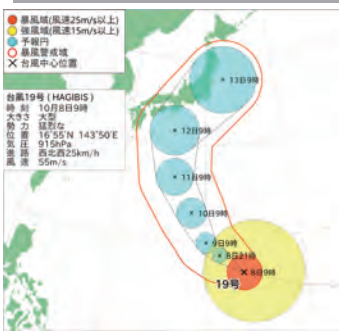 暴風域(風速25m/s以上)
強風域(風速15m/s以上)
予報円
暴風警戒域
× 台風中心位置
台風19号 (HAGIBIS)
時 刻 10月8日9時
大きさ 大型
勢 力 猛烈な
位 置 16°55'N 143°50'E
気 圧 915hPa
進 路 西北西25km/h
風 速 55m/s
13日9時
12日9時
11日9時
10日9時
9日9時
8日21時
8日9時
19号